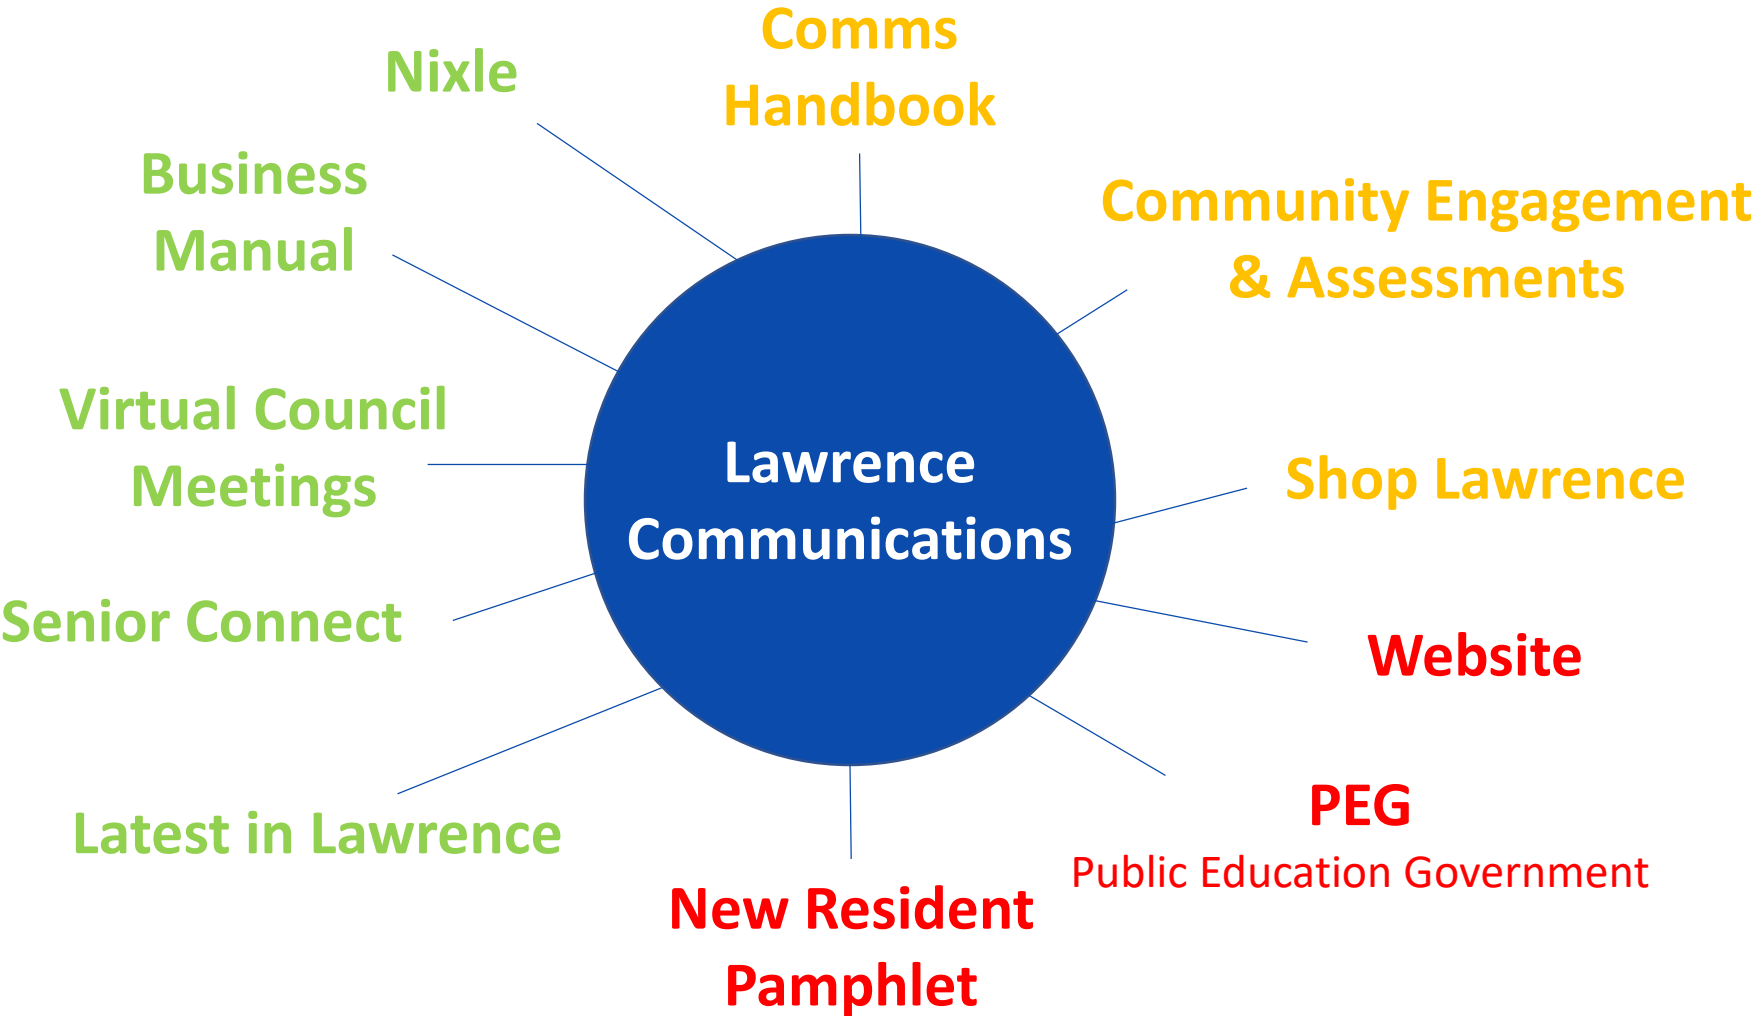 Comms
Handbook
Nixle
Business
Manual
Community Engagement
& Assessments
Virtual Council
Meetings
Lawrence
Communications
Shop Lawrence
Senior Connect
Website
Latest in Lawrence
PEG
Public Education Government
New Resident
Pamphlet